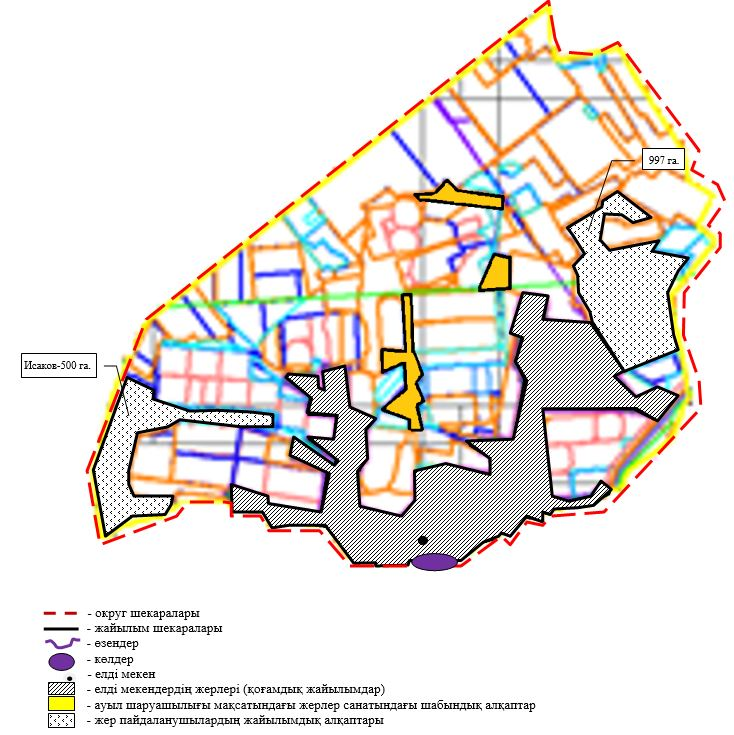 997 га.
Исаков-500 га.
- округ шекаралары
- жайылым шекаралары
- өзендер
- көлдер
- елді мекен
- елді мекендердің жерлері (қоғамдық жайылымдар)
- ауыл шаруашылығы мақсатындағы жерлер санатындағы шабындық алқаптар
- жер пайдаланушылардың жайылымдық алқаптары